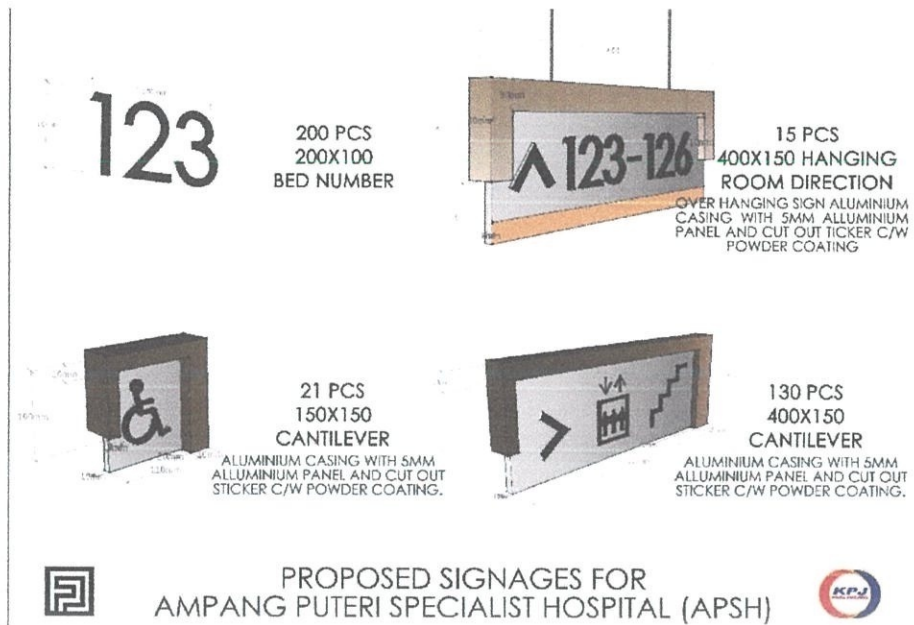 123
200 PCS
200X100
BED NUMBER
123-126
15 PCS
400X150 HANGING
ROOM DIRECTION
OVER HANGING SIGN ALUMINIUM
CASING WITH 5MM ALLUMINIUM
PANEL AND CUT OUT TICKER C/W
POWDER COATING
21 PCS
150X150
CANTILEVER
ALUMINIUM CASING WITH 5MM
ALLUMINIUM PANEL AND CUT OUT
STICKER C/W POWDER COATING.
130 PCS
400X150
CANTILEVER
ALUMINIUM CASING WITH 5MM
ALLUMINIUM PANEL AND CUT OUT
STICKER C/W POWDER COATING.
PROPOSED SIGNAGES FOR
AMPANG PUTERI SPECIALIST HOSPITAL (APSH)
KPJ